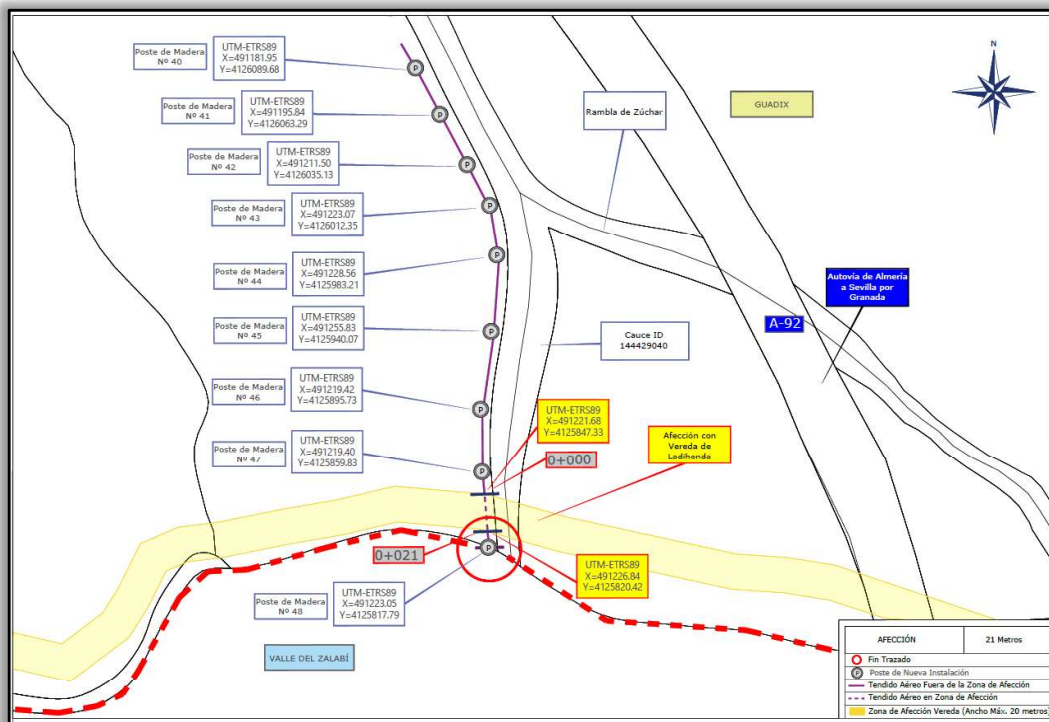 Poste de Madera
Nº 40
UTM-ETRS89
X=491181.95
Y=4126089.68
N
Poste de Madera
Nº 41
UTM-ETRS89
X=491195.84
Y=4126063.29
Rambla de Zúchar
GUADIX
Poste de Madera
Nº 42
UTM-ETRS89
X=491211.50
Y=4126035.13
Poste de Madera
Nº 43
UTM-ETRS89
X=491223.07
Y=4126012.35
Poste de Madera
Nº 44
UTM-ETRS89
X=491228.56
Y=4125983.21
Autovía de Almería
a Sevilla por
Granada
A-92
Poste de Madera
Nº 45
UTM-ETRS89
X=491255.83
Y=4125940.07
Cauce ID
144429040
Poste de Madera
Nº 46
UTM-ETRS89
X=491219.42
Y=4125895.73
UTM-ETRS89
X=491221.68
Y=4125847.33
Afección con
Vereda de
Ladihonda
Poste de Madera
Nº 47
UTM-ETRS89
X=491219.40
Y=4125859.83
0+000
0+021
UTM-ETRS89
X=491226.84
Y=4125820.42
Poste de Madera
Nº 48
UTM-ETRS89
X=491223.05
Y=4125817.79
VALLE DEL ZALABÍ
P
P
P
P
P
P
P
P
P
AFECCIÓN 21 Metros
Fin Trazado
P Poste de Nueva Instalación
Tendido Aéreo Fuera de la Zona de Afección
Tendido Aéreo en Zona de Afección
Zona de Afección Vereda (Ancho Máx. 20 metros)